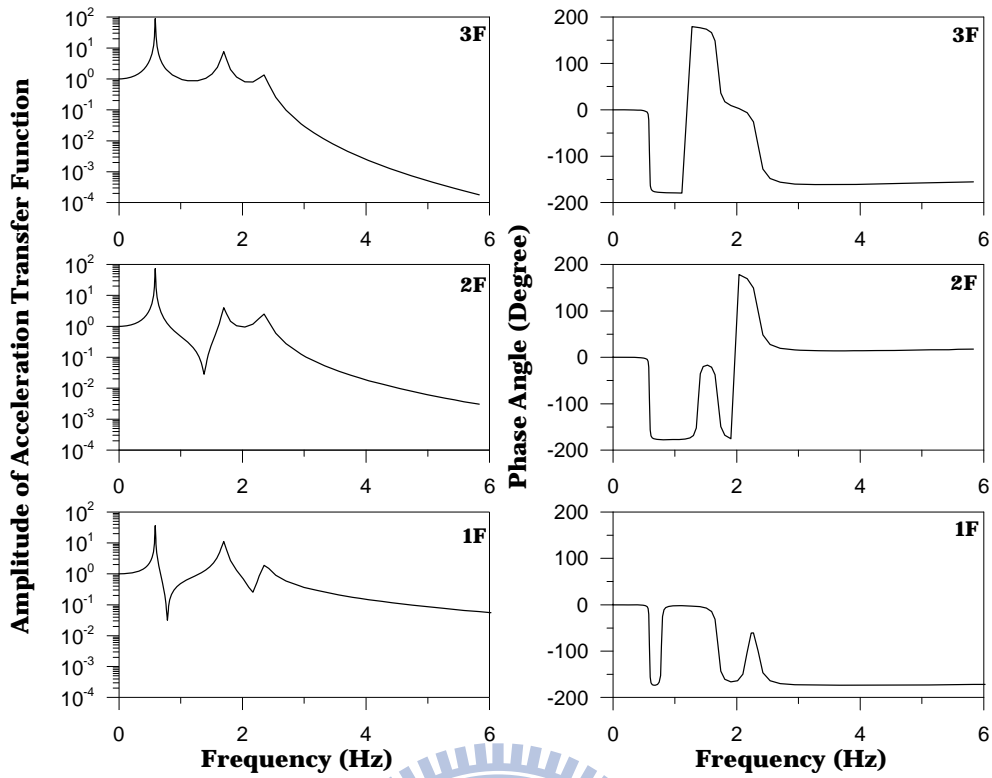 Amplitude of Acceleration Transfer Function
10^2
10^1
10^0
10^-1
10^-2
10^-3
10^-4
3F
0 2 4 6
10^2
10^1
10^0
10^-1
10^-2
10^-3
10^-4
2F
0 2 4 6
10^2
10^1
10^0
10^-1
10^-2
10^-3
10^-4
1F
0 2 4 6
Frequency (Hz)
Phase Angle (Degree)
200
100
0
-100
-200
3F
0 2 4 6
200
100
0
-100
-200
2F
0 2 4 6
200
100
0
-100
-200
1F
0 2 4 6
Frequency (Hz)